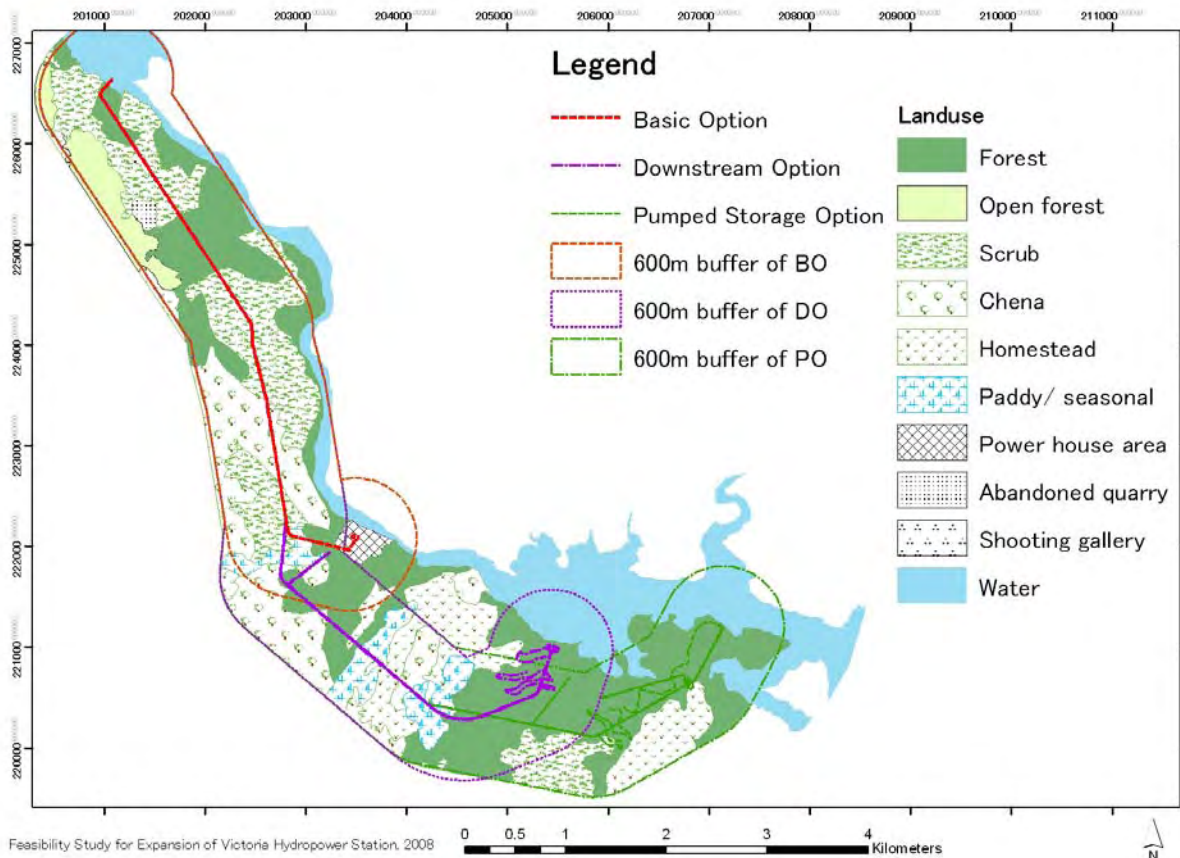 201000 202000 203000 204000 205000 206000 207000 208000 209000 210000 211000
227000
226000
225000
224000
223000
222000
221000
220000
Legend
Basic Option
Downstream Option
Pumped Storage Option
600m buffer of BO
600m buffer of DO
600m buffer of PO
Landuse
Forest
Open forest
Scrub
Chena
Homestead
Paddy/ seasonal
Power house area
Abandoned quarry
Shooting gallery
Water
Feasibility Study for Expansion of Victoria Hydropower Station, 2008
0 0.5 1 2 3 4
Kilometers
N